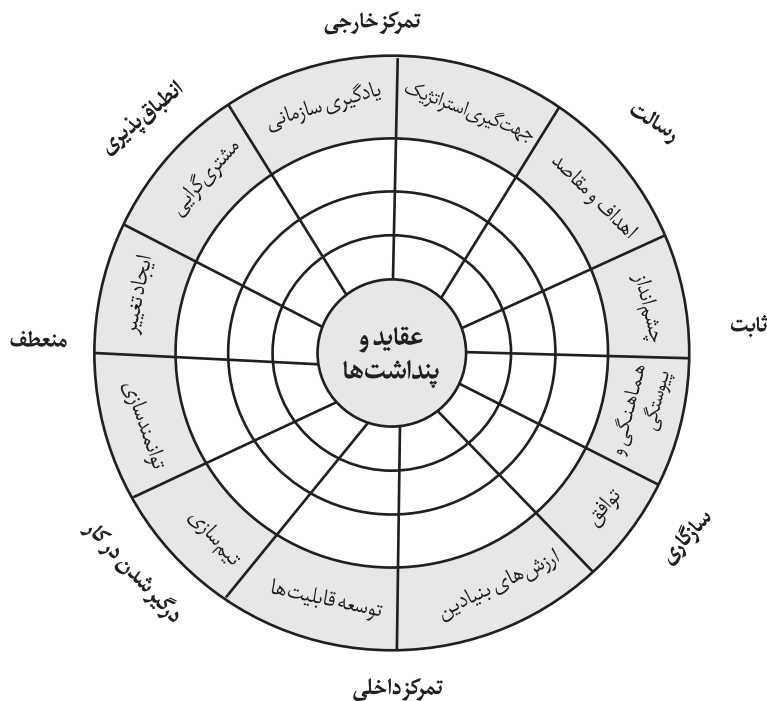 تمرکز خارجی
انطباق‌پذیری
رسالت
یادگیری سازمانی
جهت‌گیری استراتژیک
مشتری‌گرایی
اهداف و مقاصد
ایجاد تغییر
چشم‌انداز
ثابت
منعطف
عقاید و
پنداشت‌ها
هماهنگی و
پیوستگی
توانمندسازی
توافق
تیم‌سازی
سازگاری
درگیر شدن در کار
ارزش‌های بنیادین
توسعه قابلیت‌ها
تمرکز داخلی